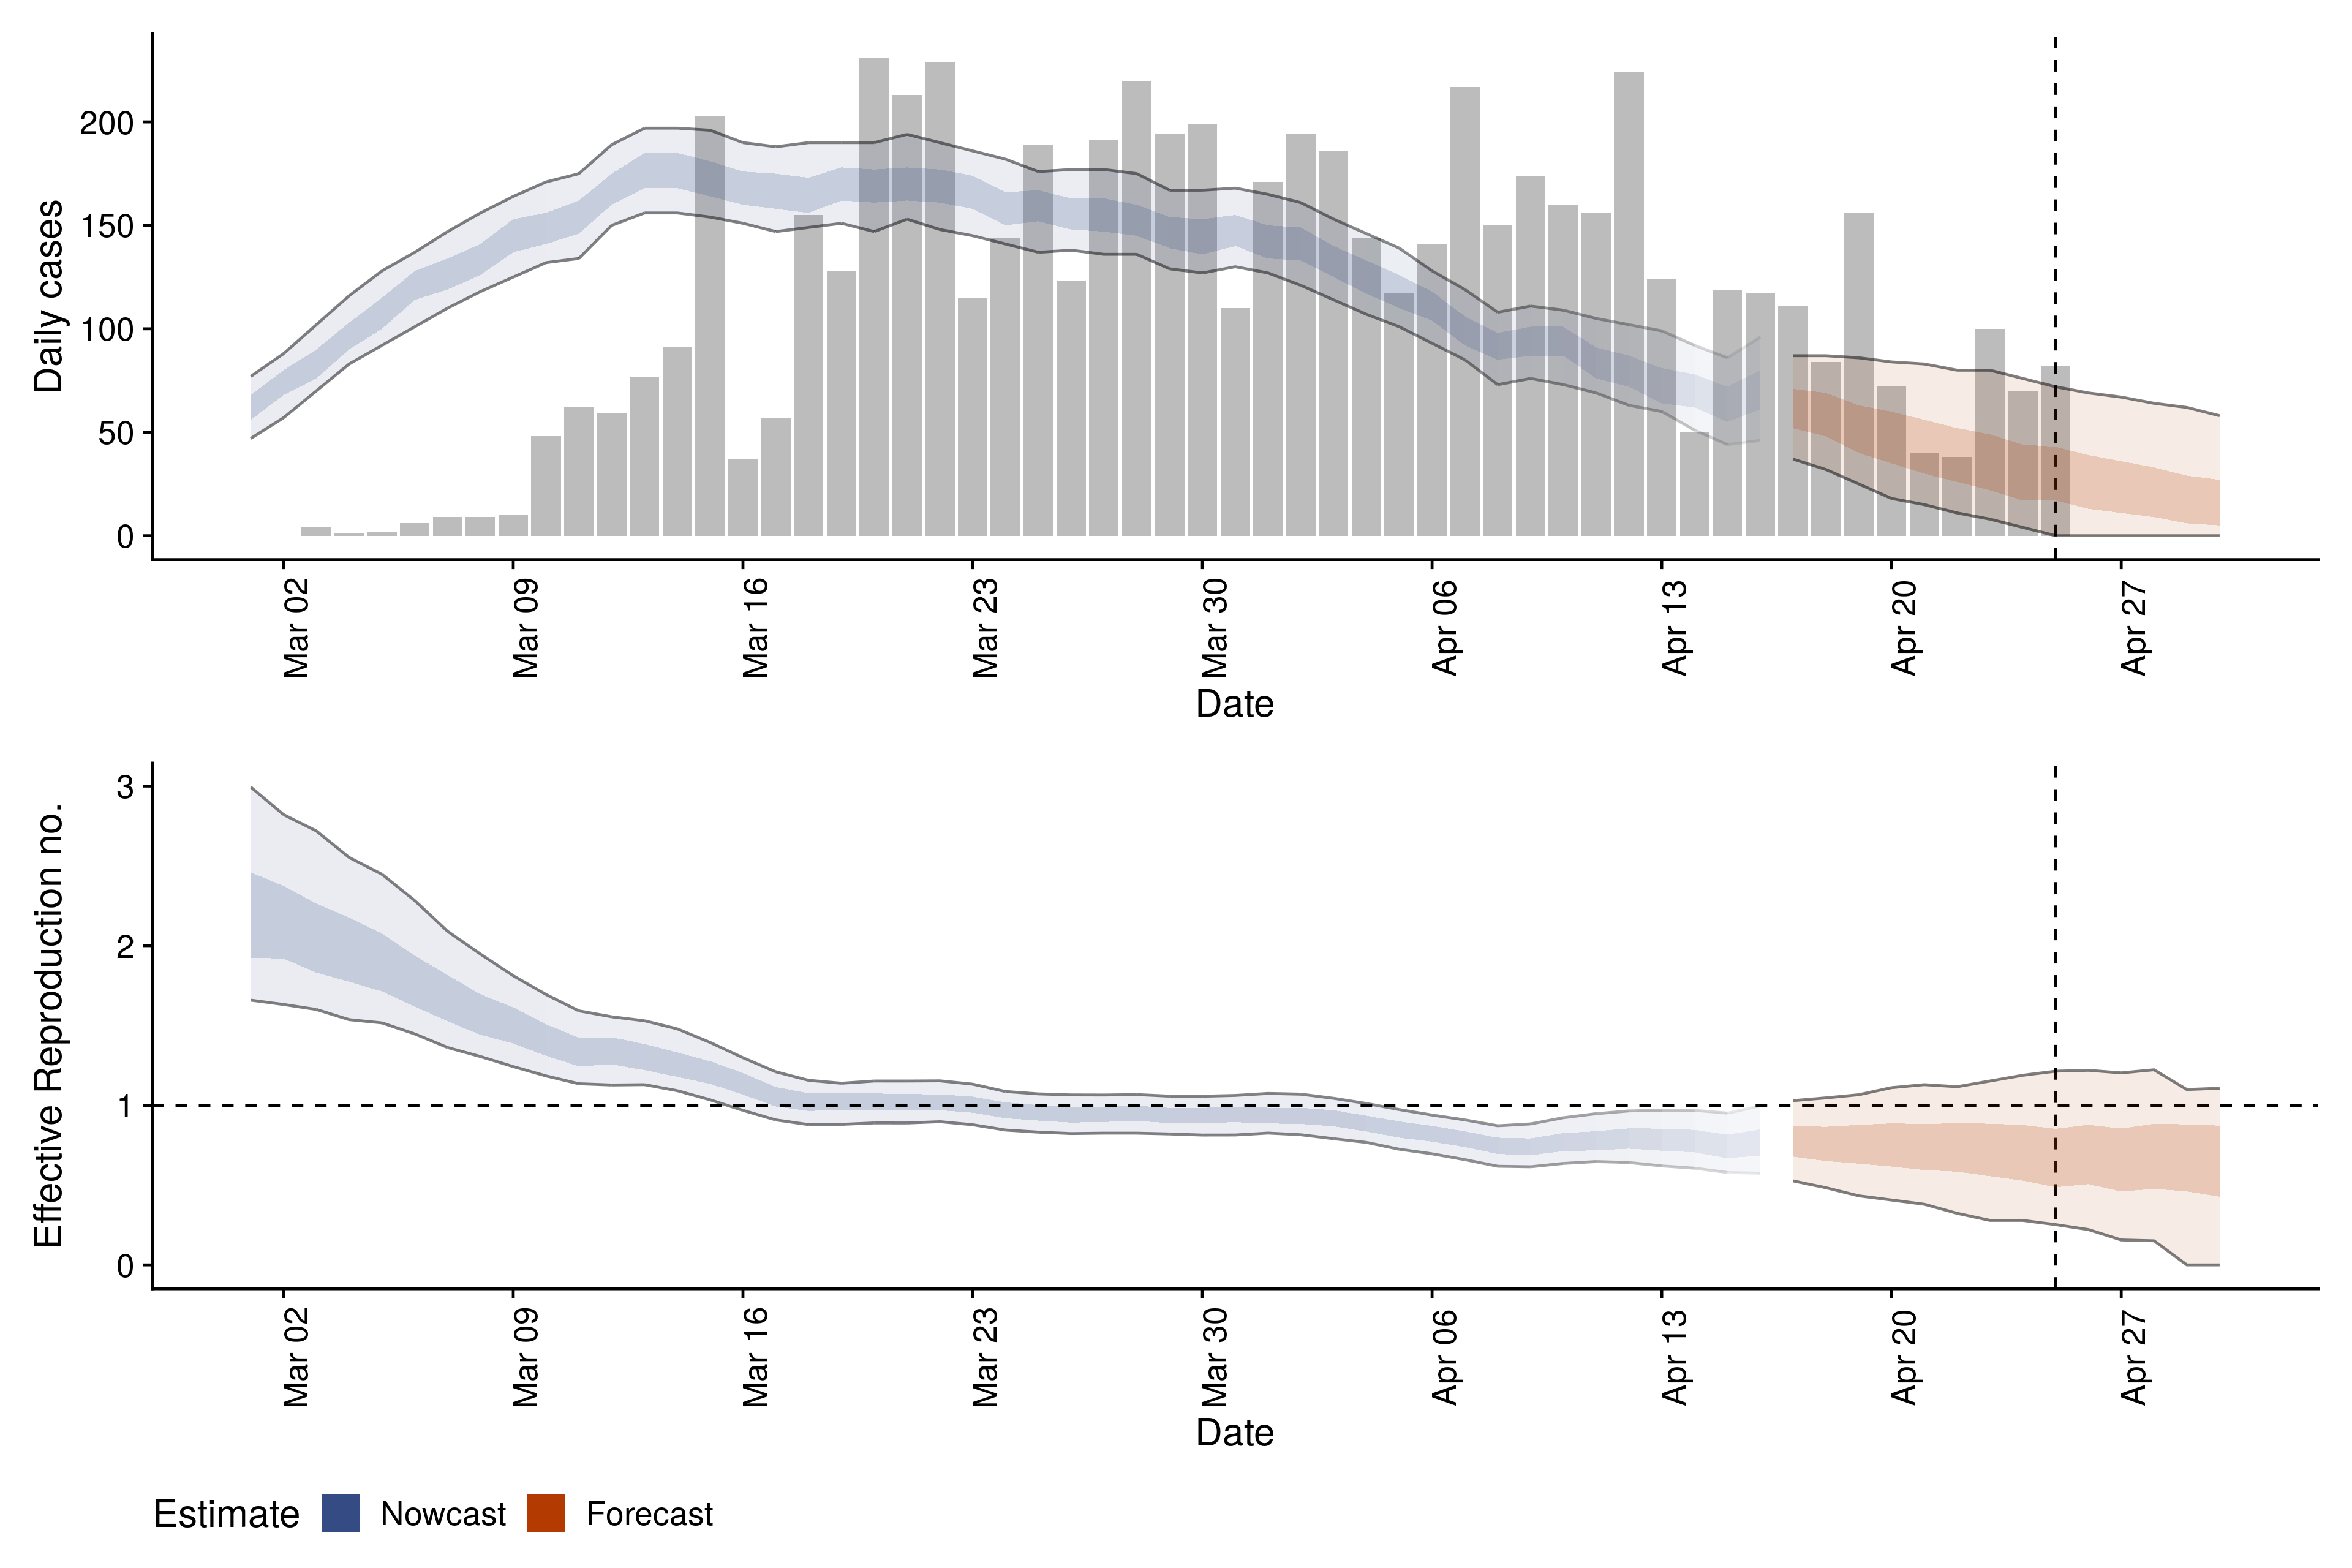 Daily cases
200
150
100
50
0
Mar 02
Mar 09
Mar 16
Mar 23
Mar 30
Apr 06
Apr 13
Apr 20
Apr 27
Date
Effective Reproduction no.
3
2
1
0
Mar 02
Mar 09
Mar 16
Mar 23
Mar 30
Apr 06
Apr 13
Apr 20
Apr 27
Date
Estimate Nowcast Forecast